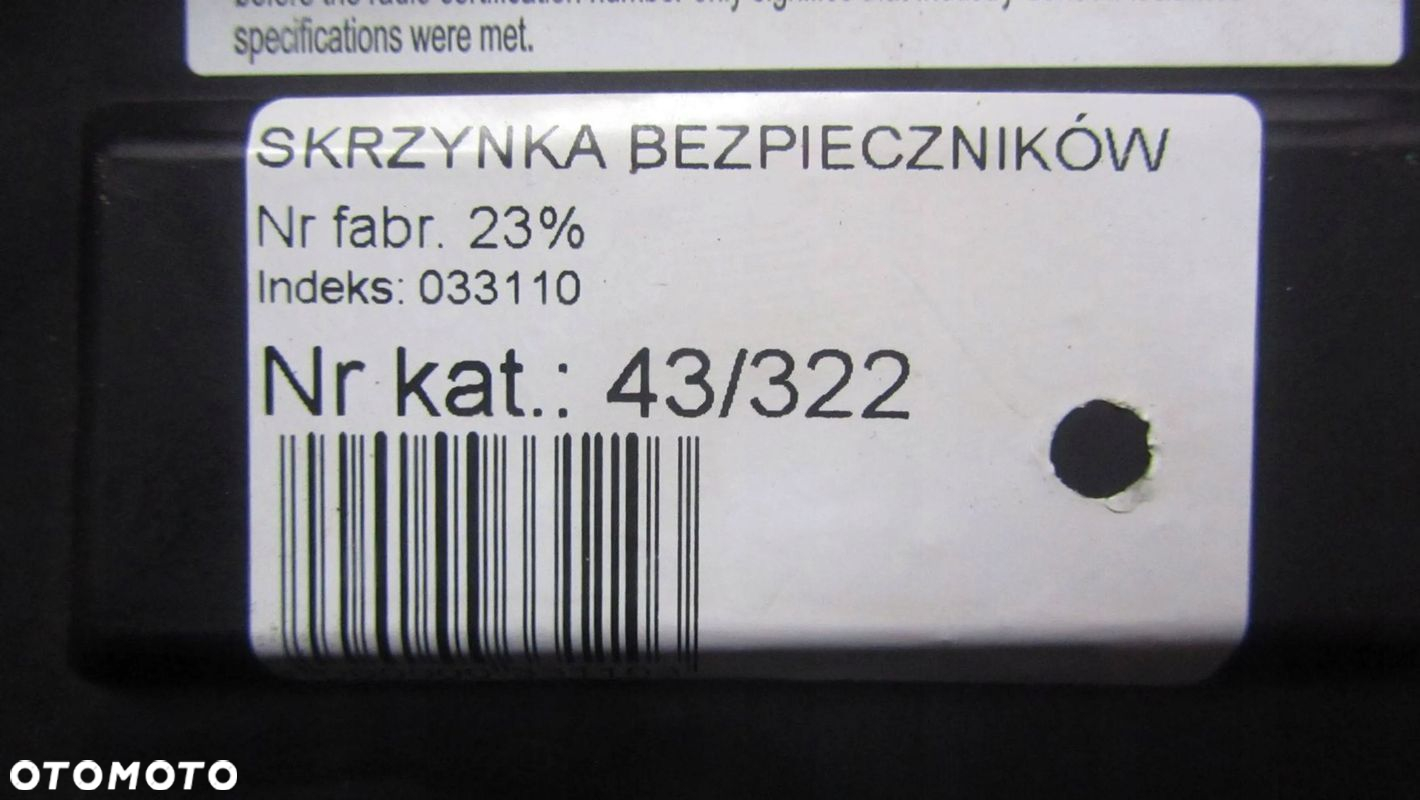 specifications were met.
SKRZYNKA BEZPIECZNIKÓW
Nr fabr. 23%
Indeks: 033110
Nr kat.: 43/322
OTOMOTO